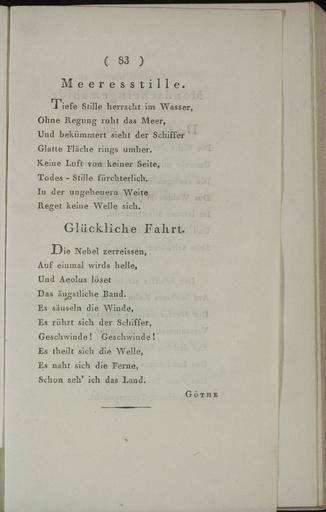 ( 83 )
Meeresstille.
Tiefe Stille herracht im Wasser,
Ohne Regung ruht das Meer,
Und bekümmert sieht der Schiffer
Glatte Fläche rings umher.
Keine Luft von keiner Seite,
Todes-Stille fürchterlich.
In der ungeheuern Weite
Reget keine Welle sich.
Glückliche Fahrt.
Die Nebel zerreissen,
Auf einmal wirds helle,
Und Aeolus löset
Das ängstliche Band.
Es säuseln die Winde,
Es rührt sich der Schiffer,
Geschwinde! Geschwinde!
Es theilt sich die Welle,
Es naht sich die Ferne,
Schon seh' ich das Land.
GÖTHE